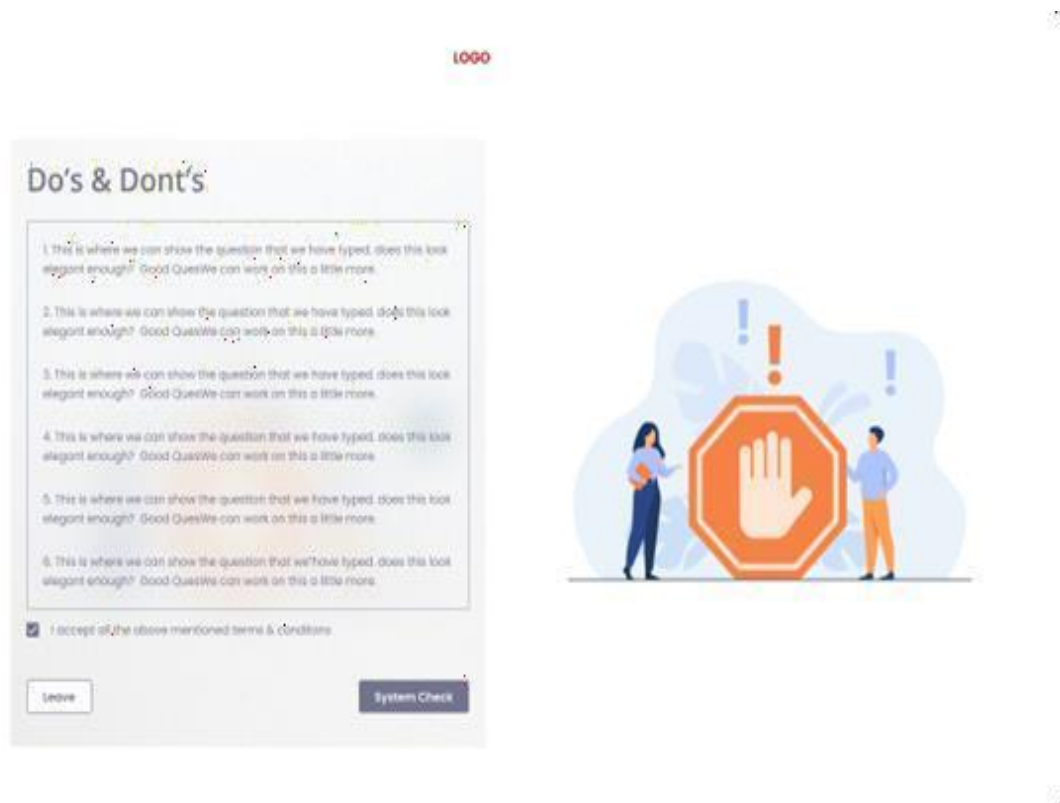 LOGO
Do's & Dont's
1. This is where we can show the question that we have typed. does this look
elegant enough? Good QuesWe can work on this a little more.
2. This is where we can show the question that we have typed. does this look
elegant enough? Good QuesWe can work on this a little more.
3. This is where we can show the question that we have typed. does this look
elegant enough? Good QuesWe can work on this a little more.
4. This is where we can show the question that we have typed. does this look
elegant enough? Good QuesWe can work on this a little more.
5. This is where we can show the question that we have typed. does this look
elegant enough? Good QuesWe can work on this a little more.
6. This is where we can show the question that we have typed. does this look
elegant enough? Good QuesWe can work on this a little more.
I accept all the above mentioned terms & conditions
Leave
System Check